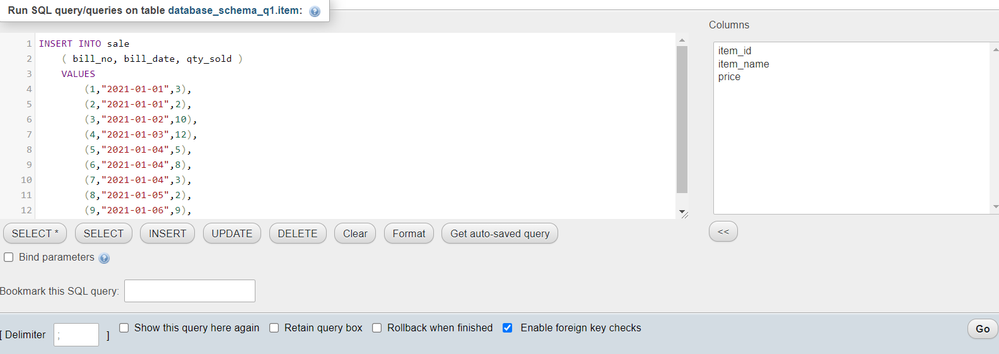 Run SQL query/queries on table database_schema_q1.item:
1 INSERT INTO sale
2 ( bill_no, bill_date, qty_sold )
3 VALUES
4 (1,"2021-01-01",3),
5 (2,"2021-01-01",2),
6 (3,"2021-01-02",10),
7 (4,"2021-01-03",12),
8 (5,"2021-01-04",5),
9 (6,"2021-01-04",8),
10 (7,"2021-01-04",3),
11 (8,"2021-01-05",2),
12 (9,"2021-01-06",9),
Columns
item_id
item_name
price
SELECT * SELECT INSERT UPDATE DELETE Clear Format Get auto-saved query
<<
Bind parameters
Bookmark this SQL query:
[ Delimiter ; ] Show this query here again Retain query box Rollback when finished Enable foreign key checks Go